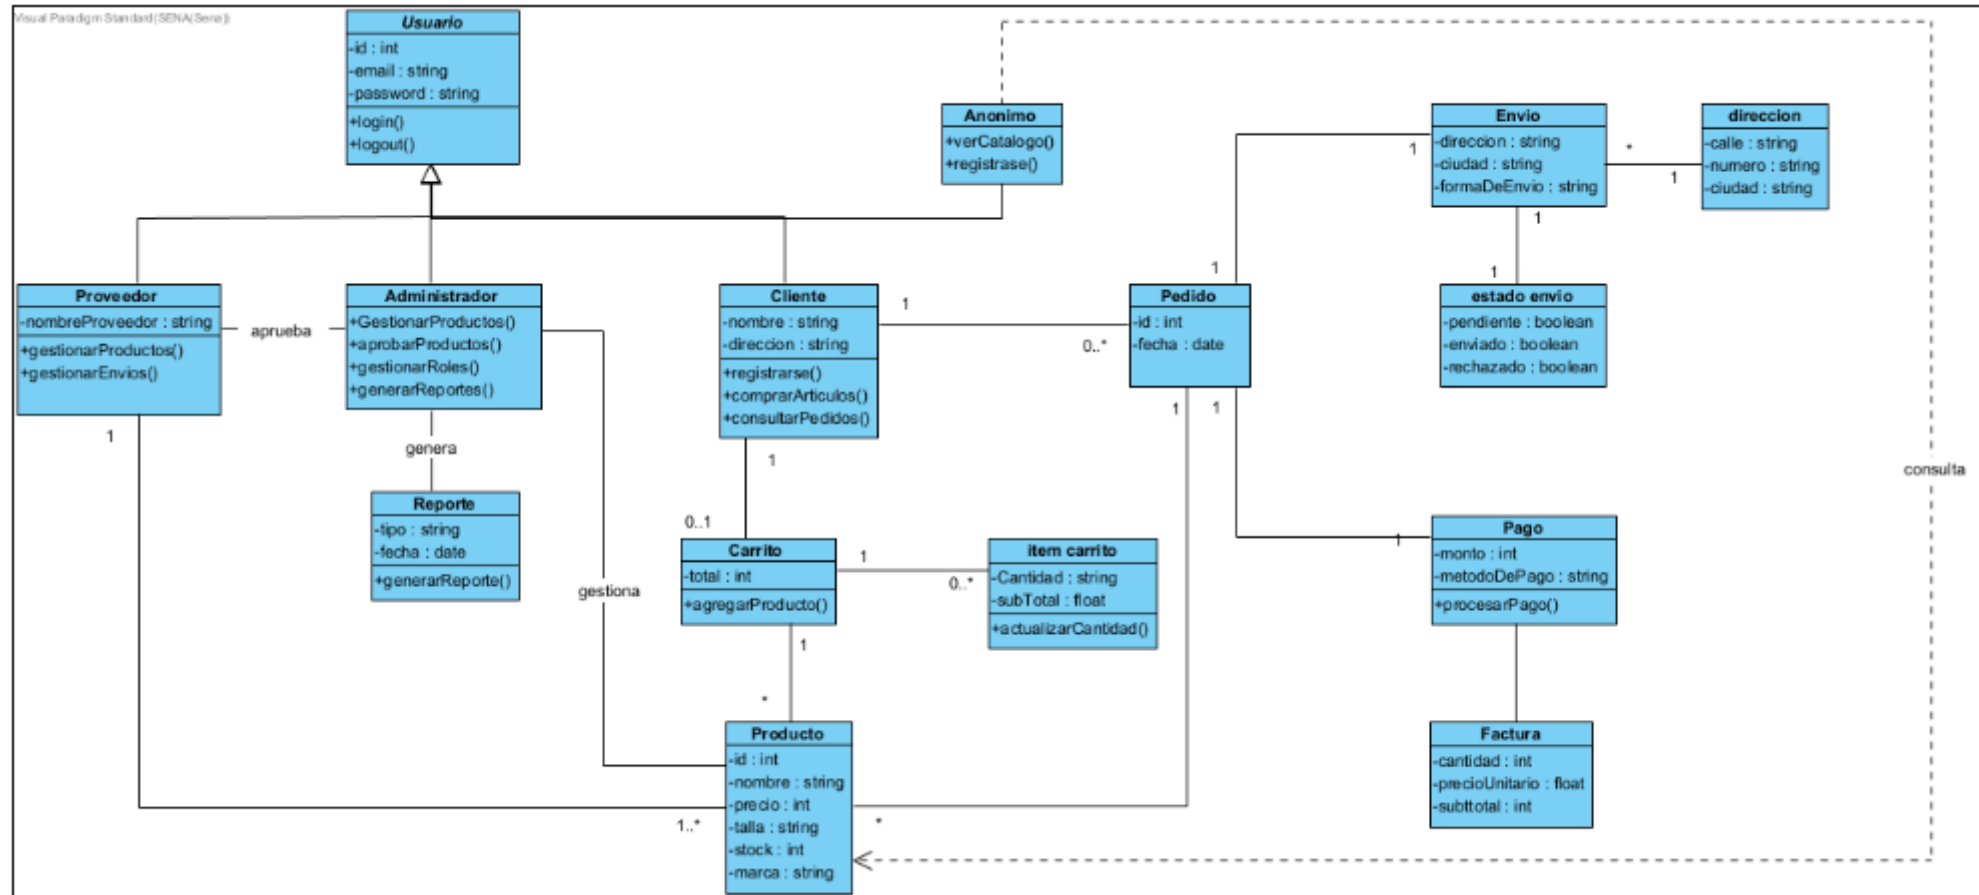 Visual Paradigm Standard(SENA(Sena))
Usuario
-id : int
-email : string
-password : string
+login()
+logout()
Anonimo
+verCatalogo()
+registrase()
Envio
-direccion : string
-ciudad : string
-formaDeEnvio : string
1
*
1
direccion
-calle : string
-numero : string
-ciudad : string
1
1
1
Proveedor
-nombreProveedor : string
+gestionarProductos()
+gestionarEnvios()
aprueba
Administrador
+GestionarProductos()
+aprobarProductos()
+gestionarRoles()
+generarReportes()
Cliente
-nombre : string
-direccion : string
+registrarse()
+comprarArticulos()
+consultarPedidos()
1
0..*
Pedido
-id : int
-fecha : date
estado envio
-pendiente : boolean
-enviado : boolean
-rechazado : boolean
1
genera
1
1
1
consulta
Reporte
-tipo : string
-fecha : date
+generarReporte()
gestiona
0..1
Carrito
-total : int
+agregarProducto()
1
0..*
item carrito
-Cantidad : string
-subTotal : float
+actualizarCantidad()
1
Pago
-monto : int
-metodoDePago : string
+procesarPago()
1
*
Producto
-id : int
-nombre : string
-precio : int
-talla : string
-stock : int
-marca : string
1..*
*
Factura
-cantidad : int
-precioUnitario : float
-subttotal : int